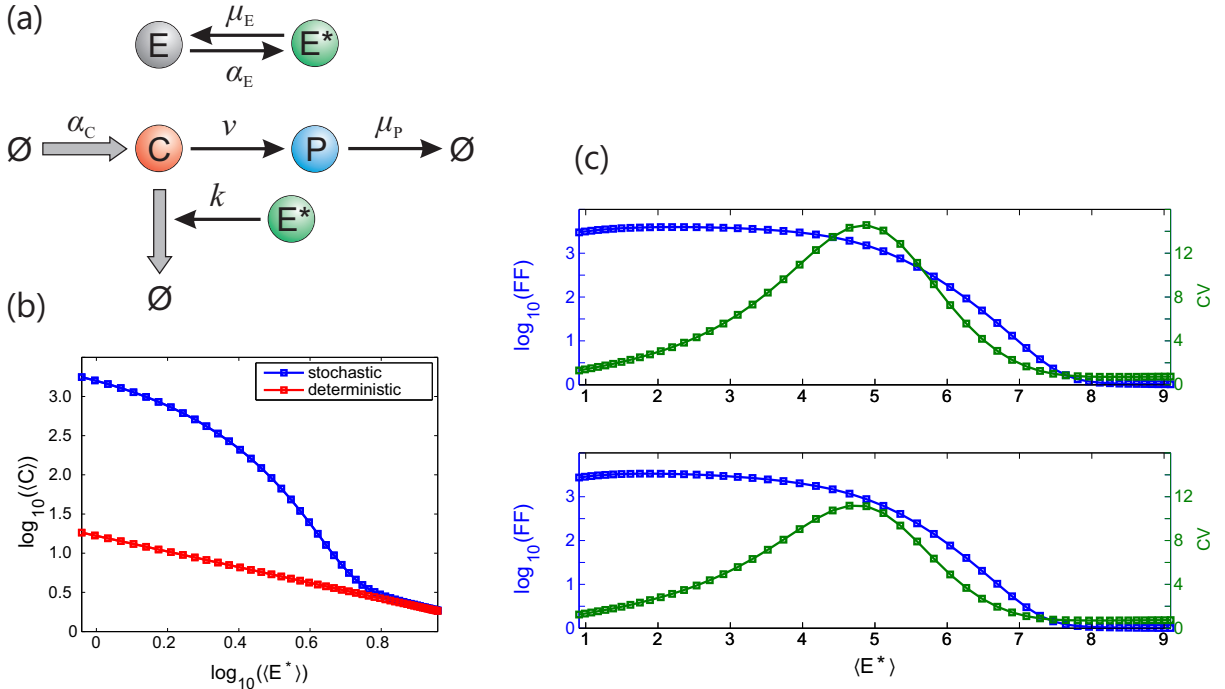 (a)
μE
E E*
αE
Ø αC C ν P μP Ø
k E*
Ø
(b)
stochastic
deterministic
log10(⟨C⟩)
3.0
2.5
2.0
1.5
1.0
0.5
0
0 0.4 0.6 0.8
log10(⟨E*⟩)
(c)
log10(FF)
3
2
1
0
CV
12
8
4
0
1 2 3 4 5 6 7 8 9
log10(FF)
3
2
1
0
CV
12
8
4
0
1 2 3 4 5 6 7 8 9
⟨E*⟩